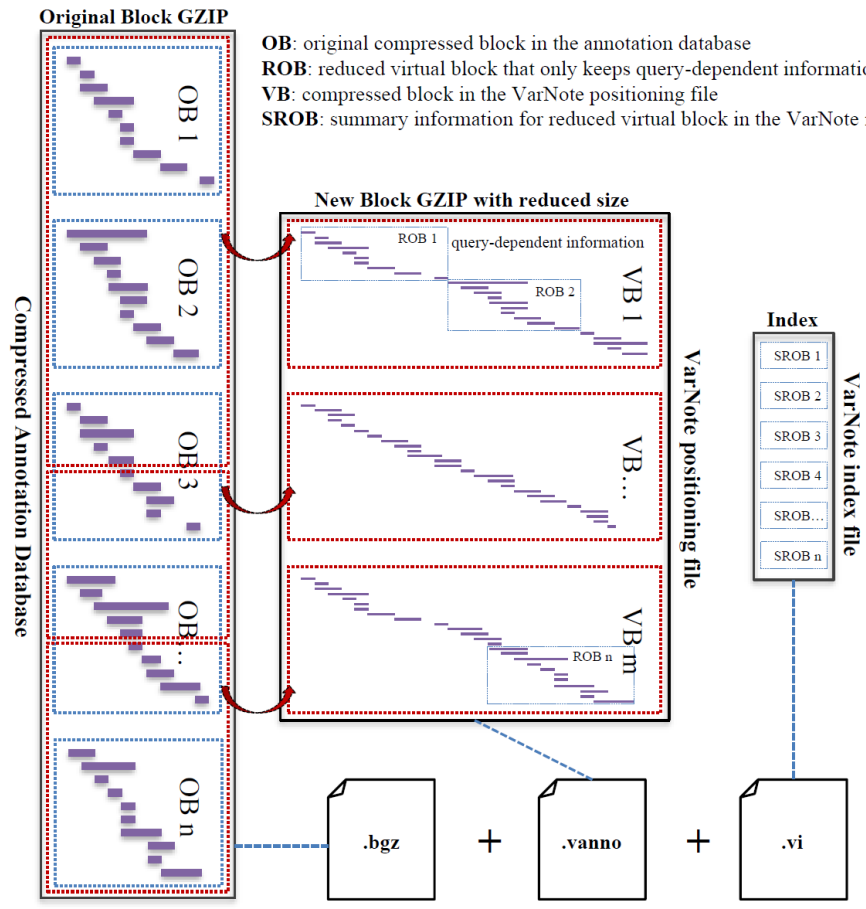 Original Block GZIP
OB: original compressed block in the annotation database
ROB: reduced virtual block that only keeps query-dependent informatio
VB: compressed block in the VarNote positioning file
SROB: summary information for reduced virtual block in the VarNote
OB 1
OB 2
OB 3
OB ...
OB n
Compressed Annotation Database
New Block GZIP with reduced size
ROB 1
query-dependent information
ROB 2
VB 1
VB...
ROB n
VB m
VarNote positioning file
Index
SROB 1
SROB 2
SROB 3
SROB 4
SROB...
SROB n
VarNote index file
.bgz
+
.vanno
+
.vi